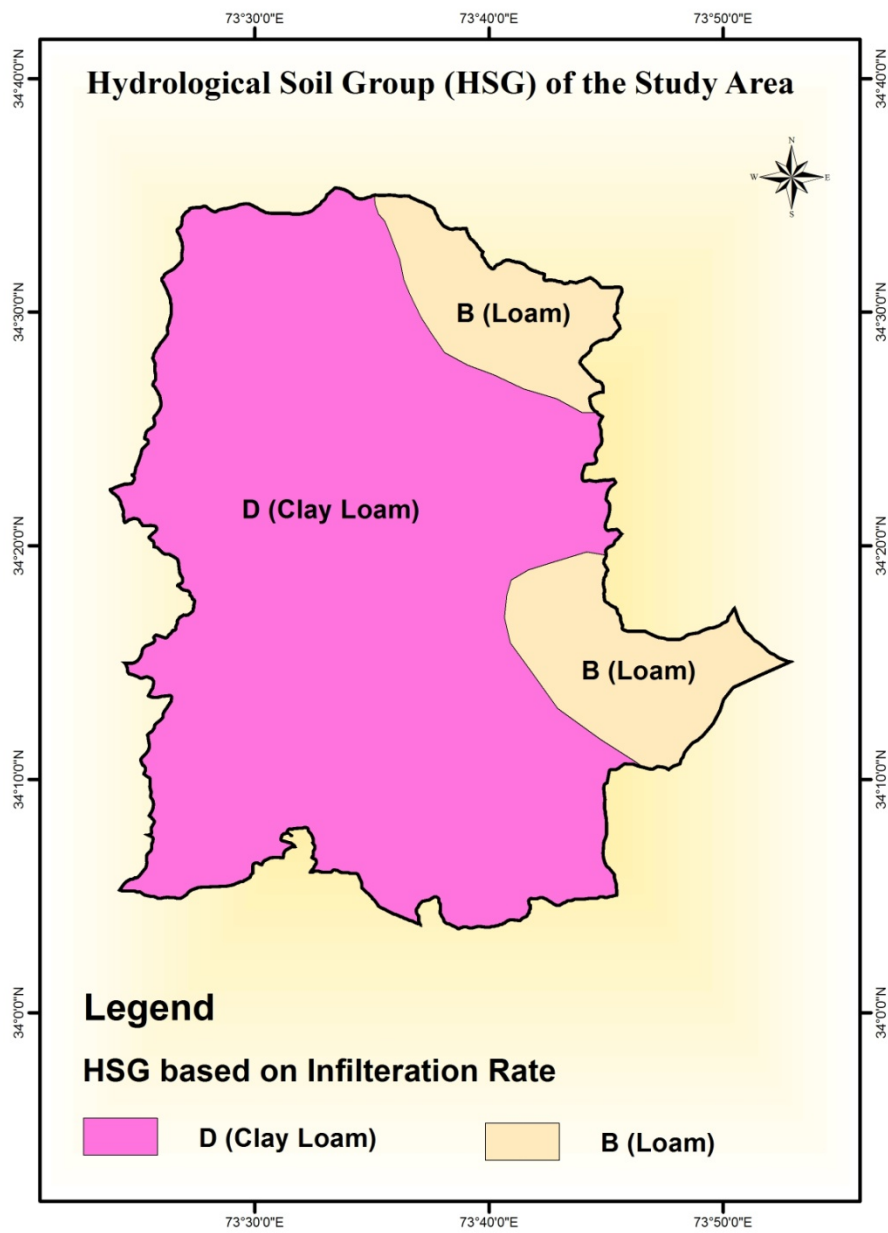 73°30'0"E 73°40'0"E 73°50'0"E
34°40'0"N 34°40'0"N
Hydrological Soil Group (HSG) of the Study Area
N
W E
S
34°30'0"N B (Loam) 34°30'0"N
D (Clay Loam)
34°20'0"N 34°20'0"N
B (Loam)
34°10'0"N 34°10'0"N
34°0'0"N 34°0'0"N
Legend
HSG based on Infilteration Rate
D (Clay Loam) B (Loam)
73°30'0"E 73°40'0"E 73°50'0"E